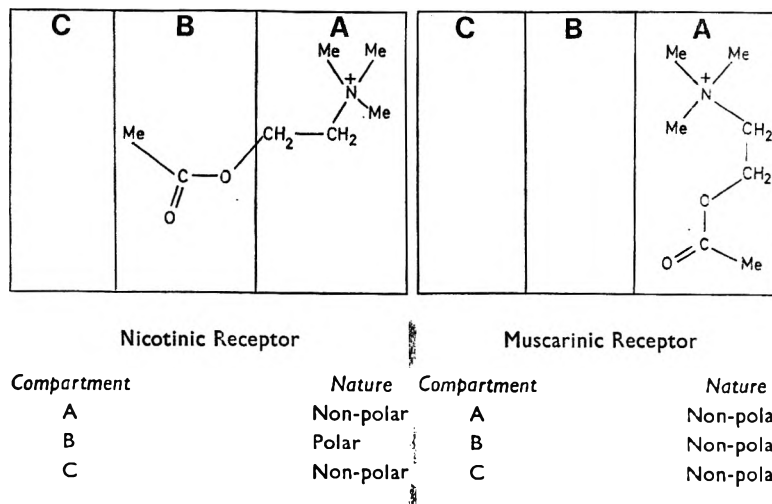 C B A
Me Me
+
N
Me
Me
CH₂ CH₂
C O
O
Nicotinic Receptor
Compartment Nature
A Non-polar
B Polar
C Non-polar
C B A
Me Me
+
N
Me
CH₂
CH₂
O
C
O Me
Muscarinic Receptor
Compartment Nature
A Non-pola
B Non-pola
C Non-pola